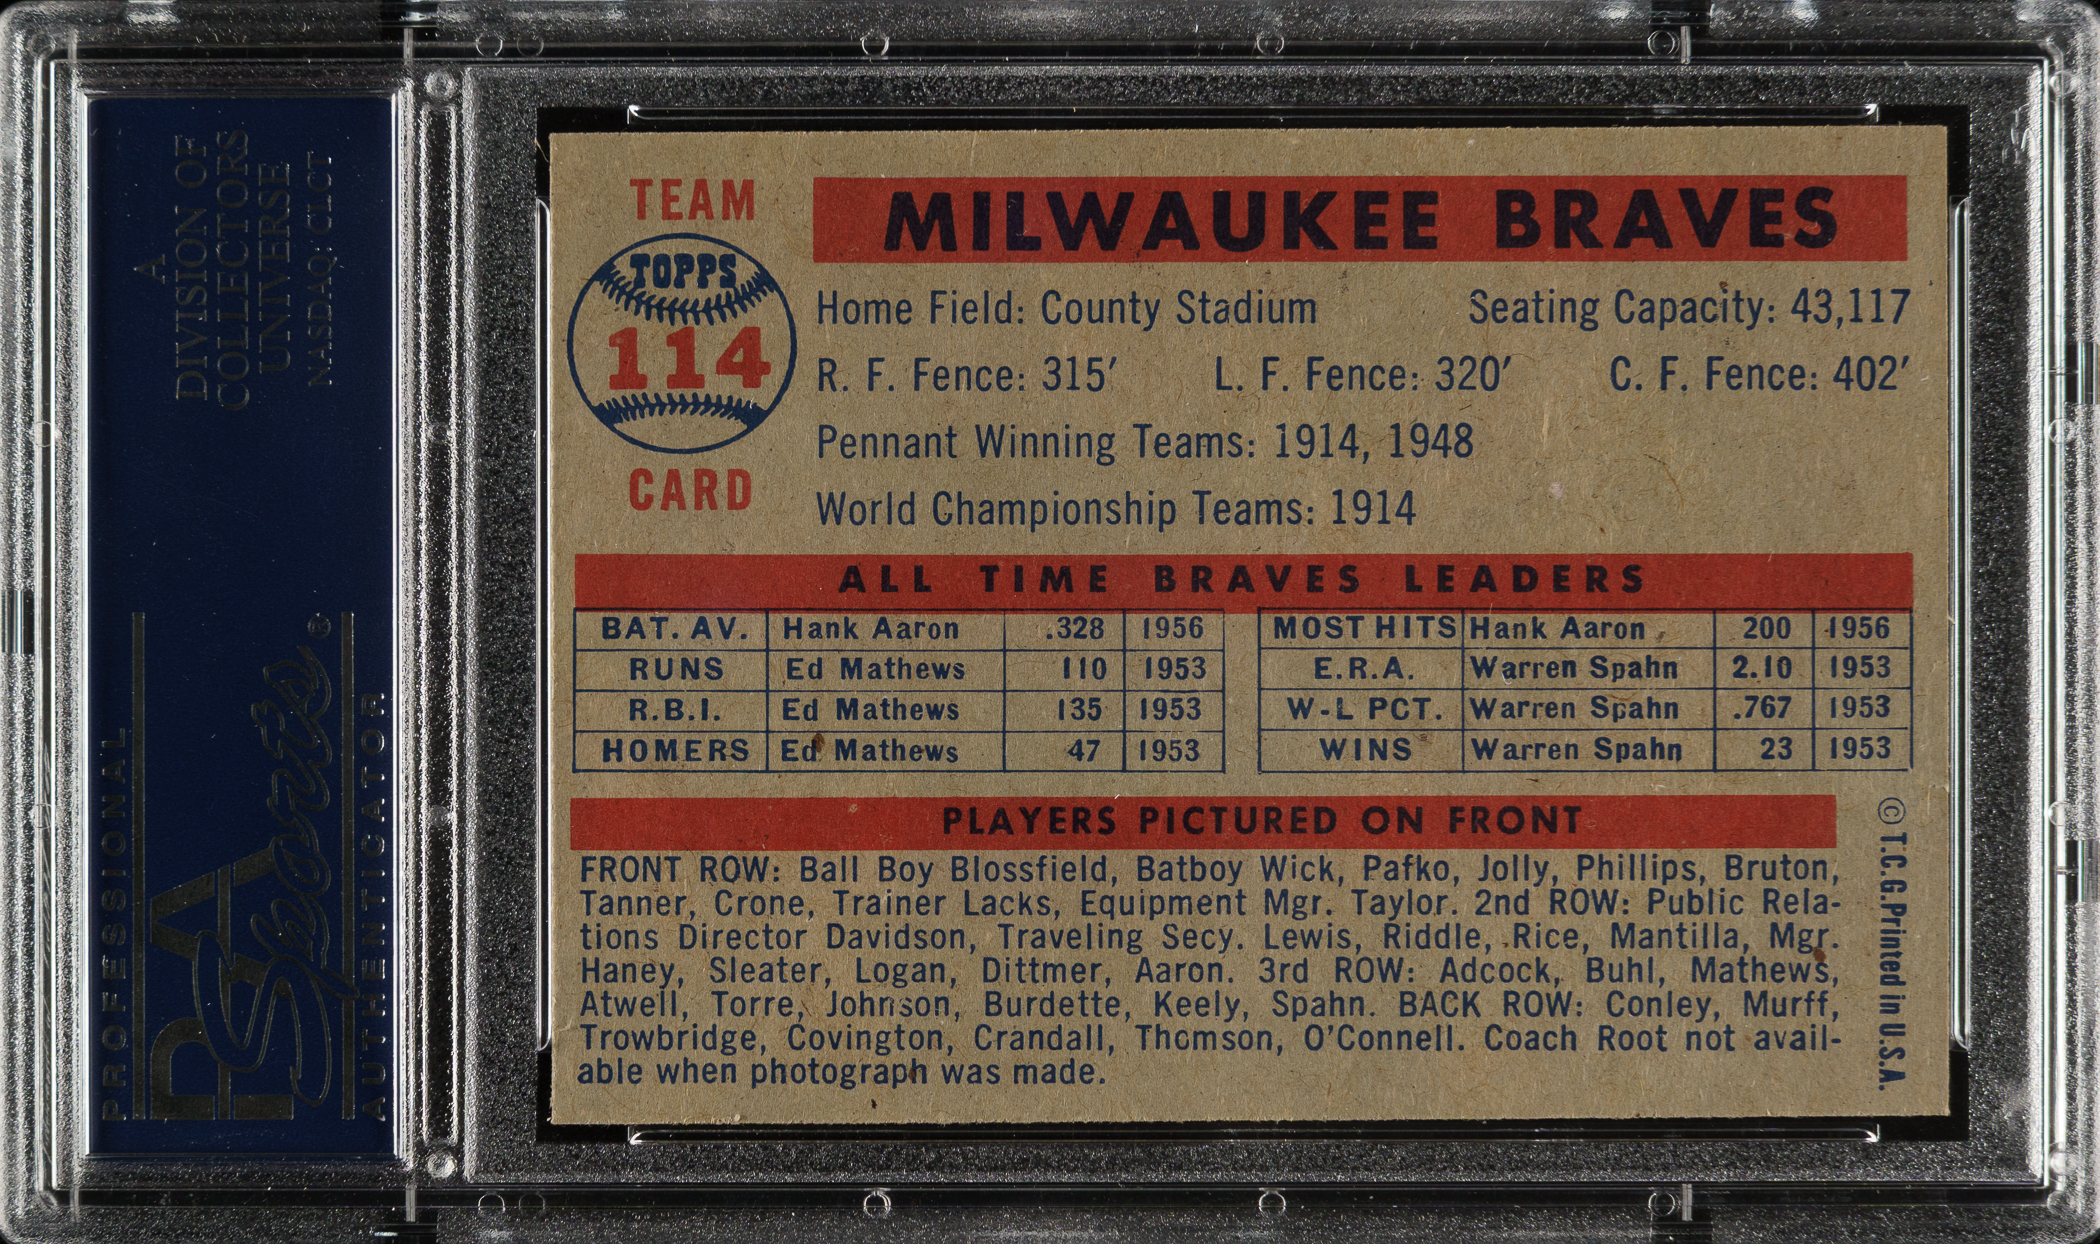 A
DIVISION OF
COLLECTORS
UNIVERSE
NASDAQ: CLCT
PROFESSIONAL
PSA
Sports®
AUTHENTICATOR
TEAM
TOPPS
114
CARD
MILWAUKEE BRAVES
Home Field: County Stadium Seating Capacity: 43,117
R. F. Fence: 315′ L. F. Fence: 320′ C. F. Fence: 402′
Pennant Winning Teams: 1914, 1948
World Championship Teams: 1914
ALL TIME BRAVES LEADERS
BAT. AV. Hank Aaron .328 1956 MOST HITS Hank Aaron 200 1956
RUNS Ed Mathews 110 1953 E.R.A. Warren Spahn 2.10 1953
R.B.I. Ed Mathews 135 1953 W-L PCT. Warren Spahn .767 1953
HOMERS Ed Mathews 47 1953 WINS Warren Spahn 23 1953
PLAYERS PICTURED ON FRONT
FRONT ROW: Ball Boy Blossfield, Batboy Wick, Pafko, Jolly, Phillips, Bruton,
Tanner, Crone, Trainer Lacks, Equipment Mgr. Taylor. 2nd ROW: Public Rela-
tions Director Davidson, Traveling Secy. Lewis, Riddle, Rice, Mantilla, Mgr.
Haney, Sleater, Logan, Dittmer, Aaron. 3rd ROW: Adcock, Buhl, Mathews,
Atwell, Torre, Johnson, Burdette, Keely, Spahn. BACK ROW: Conley, Murff,
Trowbridge, Covington, Crandall, Thomson, O'Connell. Coach Root not avail-
able when photograph was made.
© T.C.G. Printed in U.S.A.